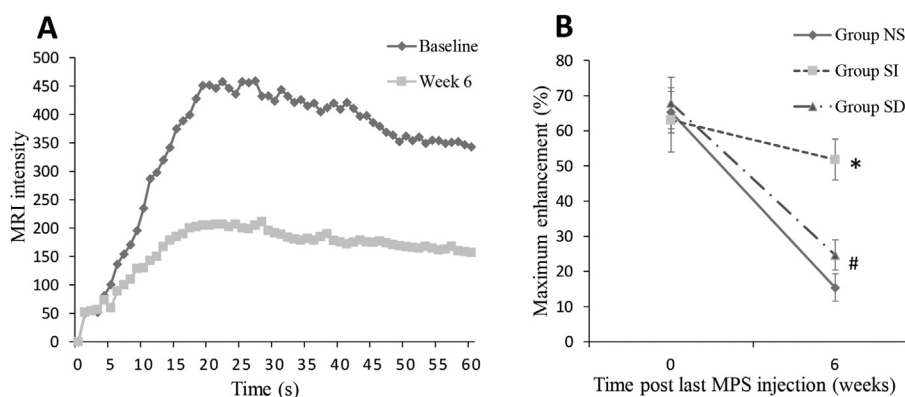 A
Baseline
Week 6
MRI intensity
500
450
400
350
300
250
200
150
100
50
0
0 5 10 15 20 25 30 35 40 45 50 55 60
Time (s)
B
Group NS
Group SI
Group SD
Maximum enhancement (%)
80
70
60
50
40
30
20
10
0
*
#
0 6
Time post last MPS injection (weeks)